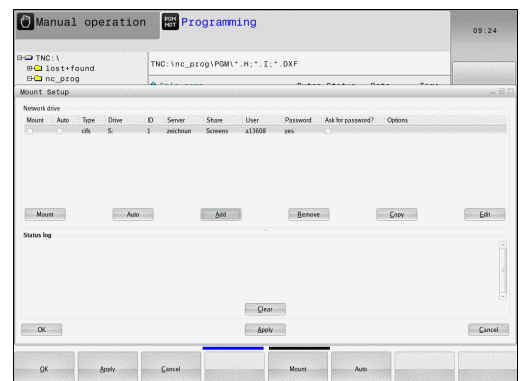 Manual operation
PGM MGT Programming
09:24
TNC:\
lost+found
nc_prog
TNC:\nc_prog\PGM\*.H;*.I;*.DXF
Mount Setup
Network drive
Mount Auto Type Drive ID Server Share User Password Ask for password? Options
cifs S: 1 zeichnun Screens a13608 yes
Mount Auto Add Remove Copy Edit
Status log
Clear
OK Apply Cancel
OK Apply Cancel Mount Auto